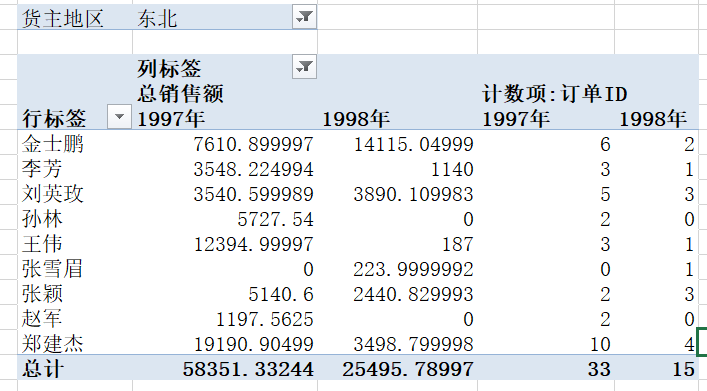 货主地区 东北
列标签
总销售额 计数项:订单ID
行标签 1997年 1998年 1997年 1998年
金士鹏 7610.899997 14115.04999 6 2
李芳 3548.224994 1140 3 1
刘英玫 3540.599989 3890.109983 5 3
孙林 5727.54 0 2 0
王伟 12394.99997 187 3 1
张雪眉 0 223.9999992 0 1
张颖 5140.6 2440.829993 2 3
赵军 1197.5625 0 2 0
郑建杰 19190.90499 3498.799998 10 4
总计 58351.33244 25495.78997 33 15